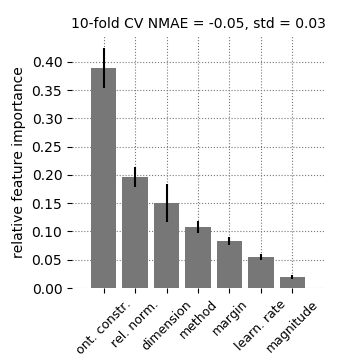 10-fold CV NMAE = -0.05, std = 0.03
relative feature importance
0.40
0.35
0.30
0.25
0.20
0.15
0.10
0.05
0.00
ont. constr.
rel. norm.
dimension
method
margin
learn. rate
magnitude